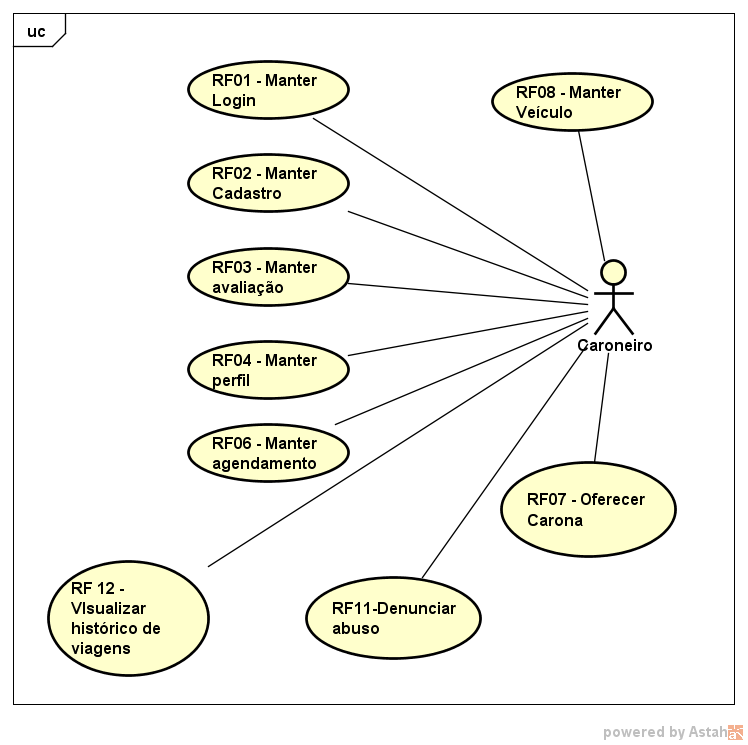 uc
RF01 - Manter
Login
RF08 - Manter
Veículo
RF02 - Manter
Cadastro
RF03 - Manter
avaliação
Caroneiro
RF04 - Manter
perfil
RF06 - Manter
agendamento
RF07 - Oferecer
Carona
RF 12 -
VIsualizar
histórico de
viagens
RF11-Denunciar
abuso
powered by Astah